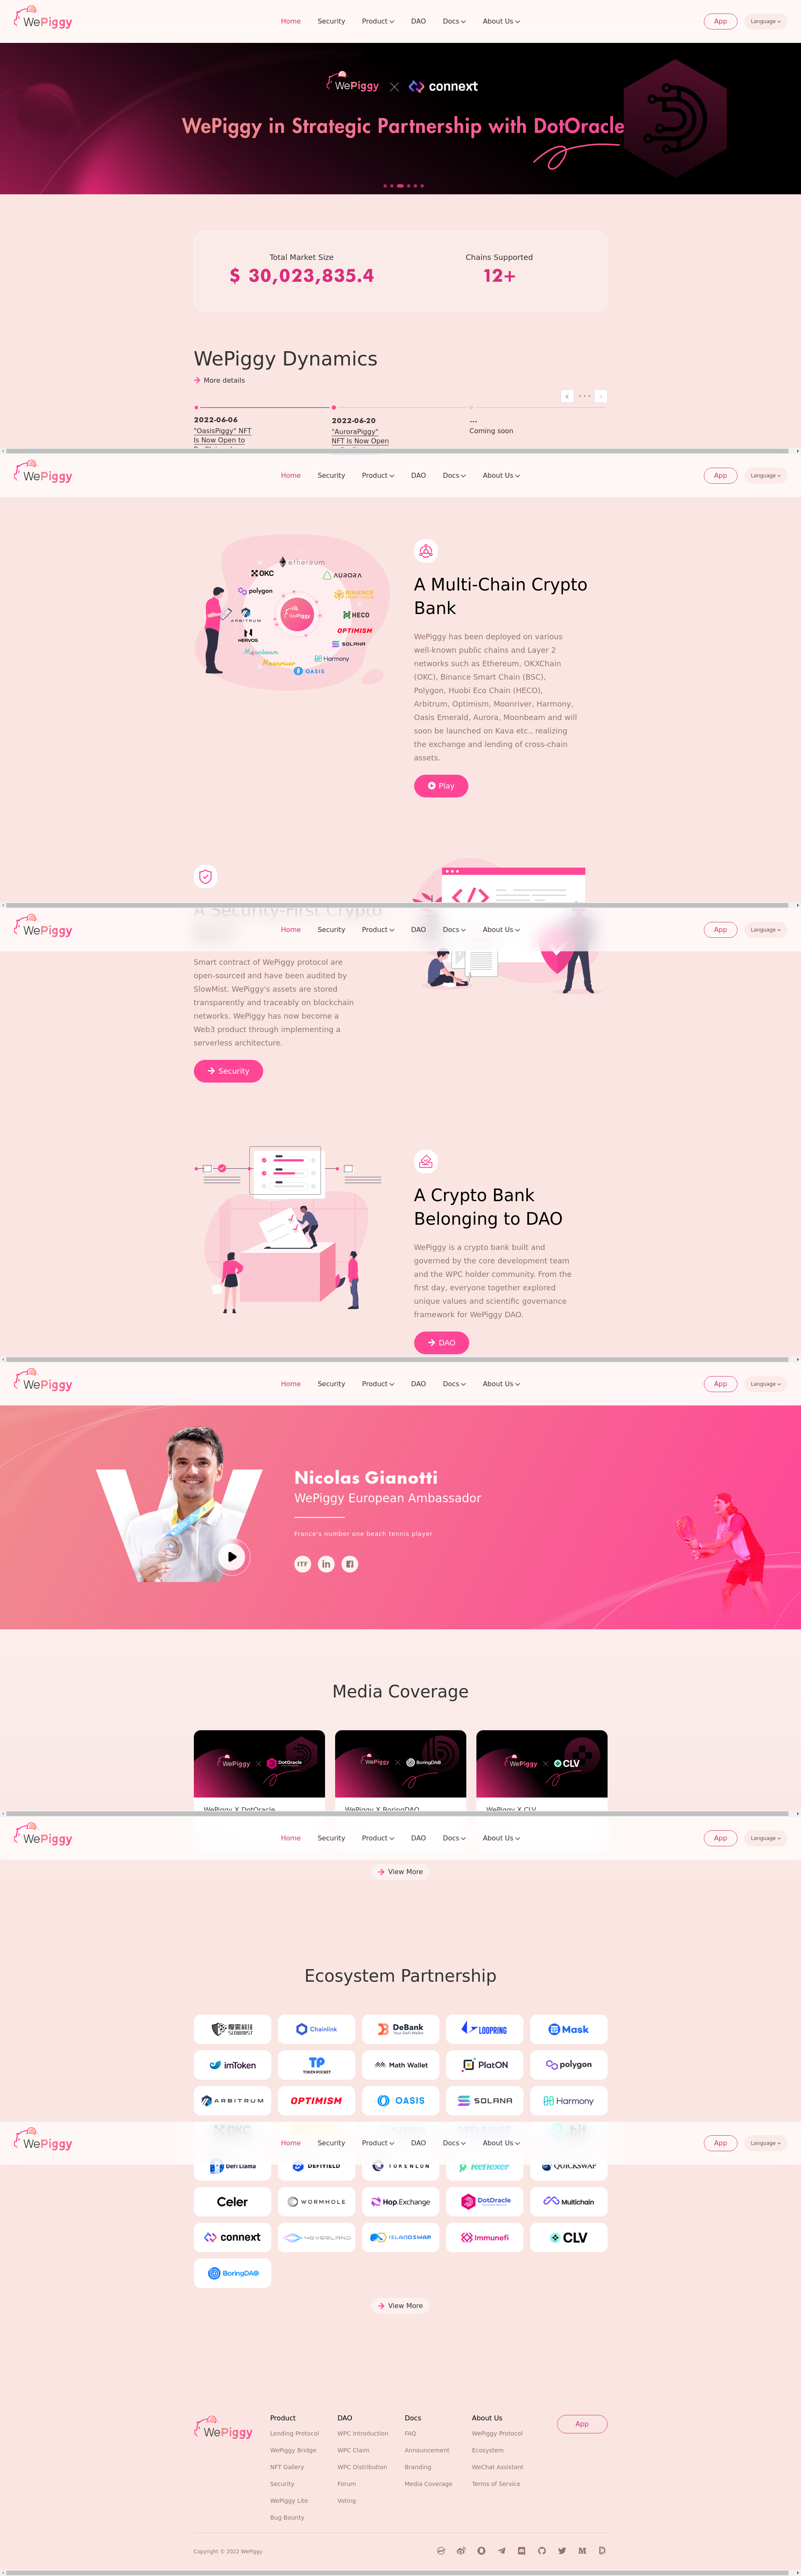 WePiggy
Home Security Product DAO Docs About Us
App Language
WePiggy connext
WePiggy in Strategic Partnership with DotOracle
Total Market Size
$ 30,023,835.4
Chains Supported
12+
WePiggy Dynamics
More details
2022-06-06
"OasisPiggy" NFT
Is Now Open to
2022-06-20
"AuroraPiggy"
NFT Is Now Open
...
Coming soon
WePiggy
Home Security Product DAO Docs About Us
App Language
ethereum
OKC
AURORA
polygon
BINANCE
ARBITRUM
WePiggy
HECO
NERVOS
OPTIMISM
SOLANA
Moonbeam
Harmony
Moonriver
OASIS
A Multi-Chain Crypto
Bank
WePiggy has been deployed on various
well-known public chains and Layer 2
networks such as Ethereum, OKXChain
(OKC), Binance Smart Chain (BSC),
Polygon, Huobi Eco Chain (HECO),
Arbitrum, Optimism, Moonriver, Harmony,
Oasis Emerald, Aurora, Moonbeam and will
soon be launched on Kava etc., realizing
the exchange and lending of cross-chain
assets.
Play
A Security-First Crypto
WePiggy
Home Security Product DAO Docs About Us
App Language
Smart contract of WePiggy protocol are
open-sourced and have been audited by
SlowMist. WePiggy's assets are stored
transparently and traceably on blockchain
networks. WePiggy has now become a
Web3 product through implementing a
serverless architecture.
Security
A Crypto Bank
Belonging to DAO
WePiggy is a crypto bank built and
governed by the core development team
and the WPC holder community. From the
first day, everyone together explored
unique values and scientific governance
framework for WePiggy DAO.
DAO
WePiggy
Home Security Product DAO Docs About Us
App Language
Nicolas Gianotti
WePiggy European Ambassador
France's number one beach tennis player
ITF in
Media Coverage
WePiggy DotOracle
WePiggy BoringDAO
WePiggy CLV
WePiggy X DotOracle
WePiggy X BoringDAO
WePiggy X CLV
WePiggy
Home Security Product DAO Docs About Us
App Language
View More
Ecosystem Partnership
慢雾科技 SLOWMIST
Chainlink
DeBank
Your DeFi Wallet
LOOPRING
Mask
imToken
TP
TOKEN POCKET
Math Wallet
PlatON
polygon
ARBITRUM
OPTIMISM
OASIS
SOLANA
Harmony
OKC
AURORA
bit
WePiggy
Home Security Product DAO Docs About Us
App Language
Defi Llama
DEFIYIELD
TOKENLON
Reflexer
QUICKSWAP
Celer
WORMHOLE
Hop.Exchange
DotOracle
Multichain
connext
4EVERLAND
ISLANDSWAP
Immunefi
CLV
BoringDAO
View More
WePiggy
Product
Lending Protocol
WePiggy Bridge
NFT Gallery
Security
WePiggy Lite
Bug Bounty
DAO
WPC Introduction
WPC Claim
WPC Distribution
Forum
Voting
Docs
FAQ
Announcement
Branding
Media Coverage
About Us
WePiggy Protocol
Ecosystem
WeChat Assistant
Terms of Service
App
Copyright © 2022 WePiggy